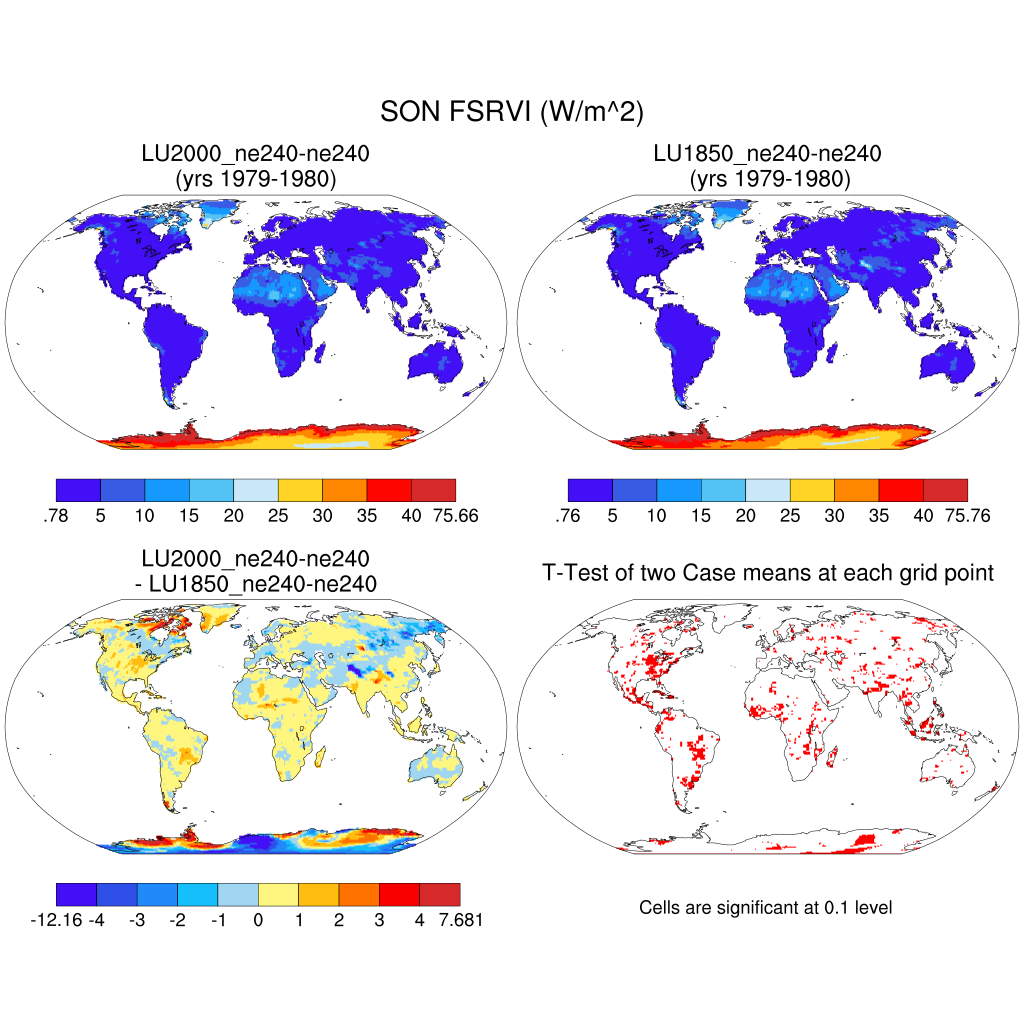 SON FSRVI (W/m^2)
LU2000_ne240-ne240
(yrs 1979-1980)
LU1850_ne240-ne240
(yrs 1979-1980)
.78 5 10 15 20 25 30 35 40 75.66
.76 5 10 15 20 25 30 35 40 75.76
LU2000_ne240-ne240
- LU1850_ne240-ne240
T-Test of two Case means at each grid point
-12.16 -4 -3 -2 -1 0 1 2 3 4 7.681
Cells are significant at 0.1 level